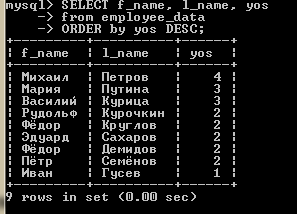 mysql> SELECT f_name, l_name, yos
-> from employee_data
-> ORDER by yos DESC;
+---------+----------+------+
| f_name | l_name | yos |
+---------+----------+------+
| Михаил | Петров | 4 |
| Мария | Путина | 3 |
| Василий | Курица | 3 |
| Рудольф | Курочкин | 2 |
| Фёдор | Круглов | 2 |
| Эдуард | Сахаров | 2 |
| Фёдор | Демидов | 2 |
| Пётр | Семёнов | 2 |
| Иван | Гусев | 1 |
+---------+----------+------+
9 rows in set (0.00 sec)